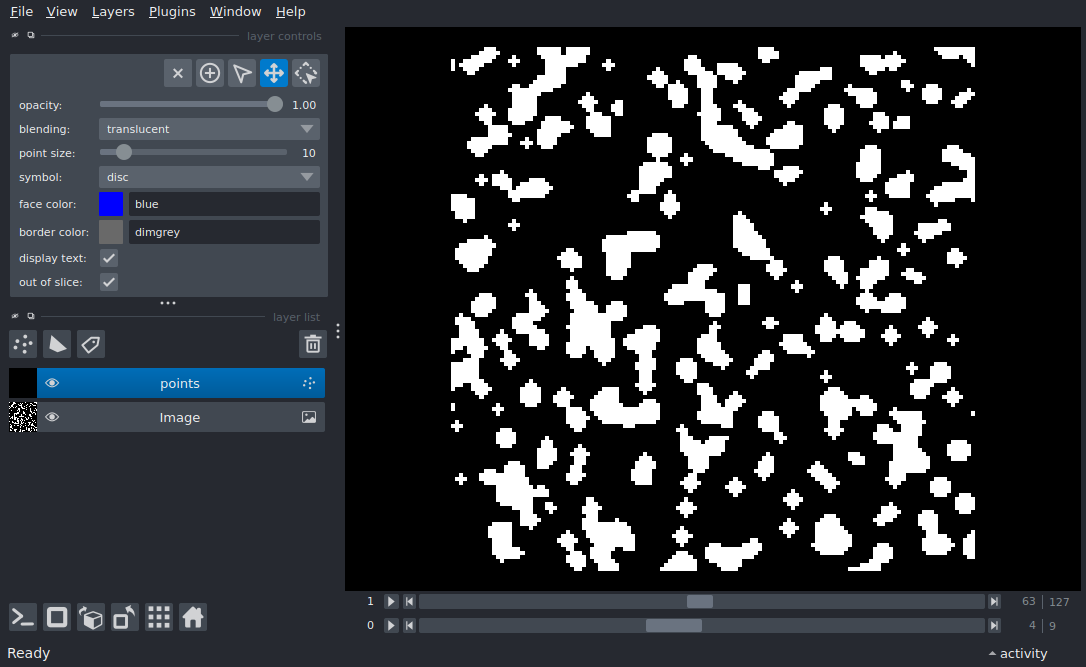 File View Layers Plugins Window Help
layer controls
opacity: 1.00
blending: translucent
point size: 10
symbol: disc
face color: blue
border color: dimgrey
display text:
out of slice:
layer list
points
Image
1 63 127
0 4 9
Ready activity